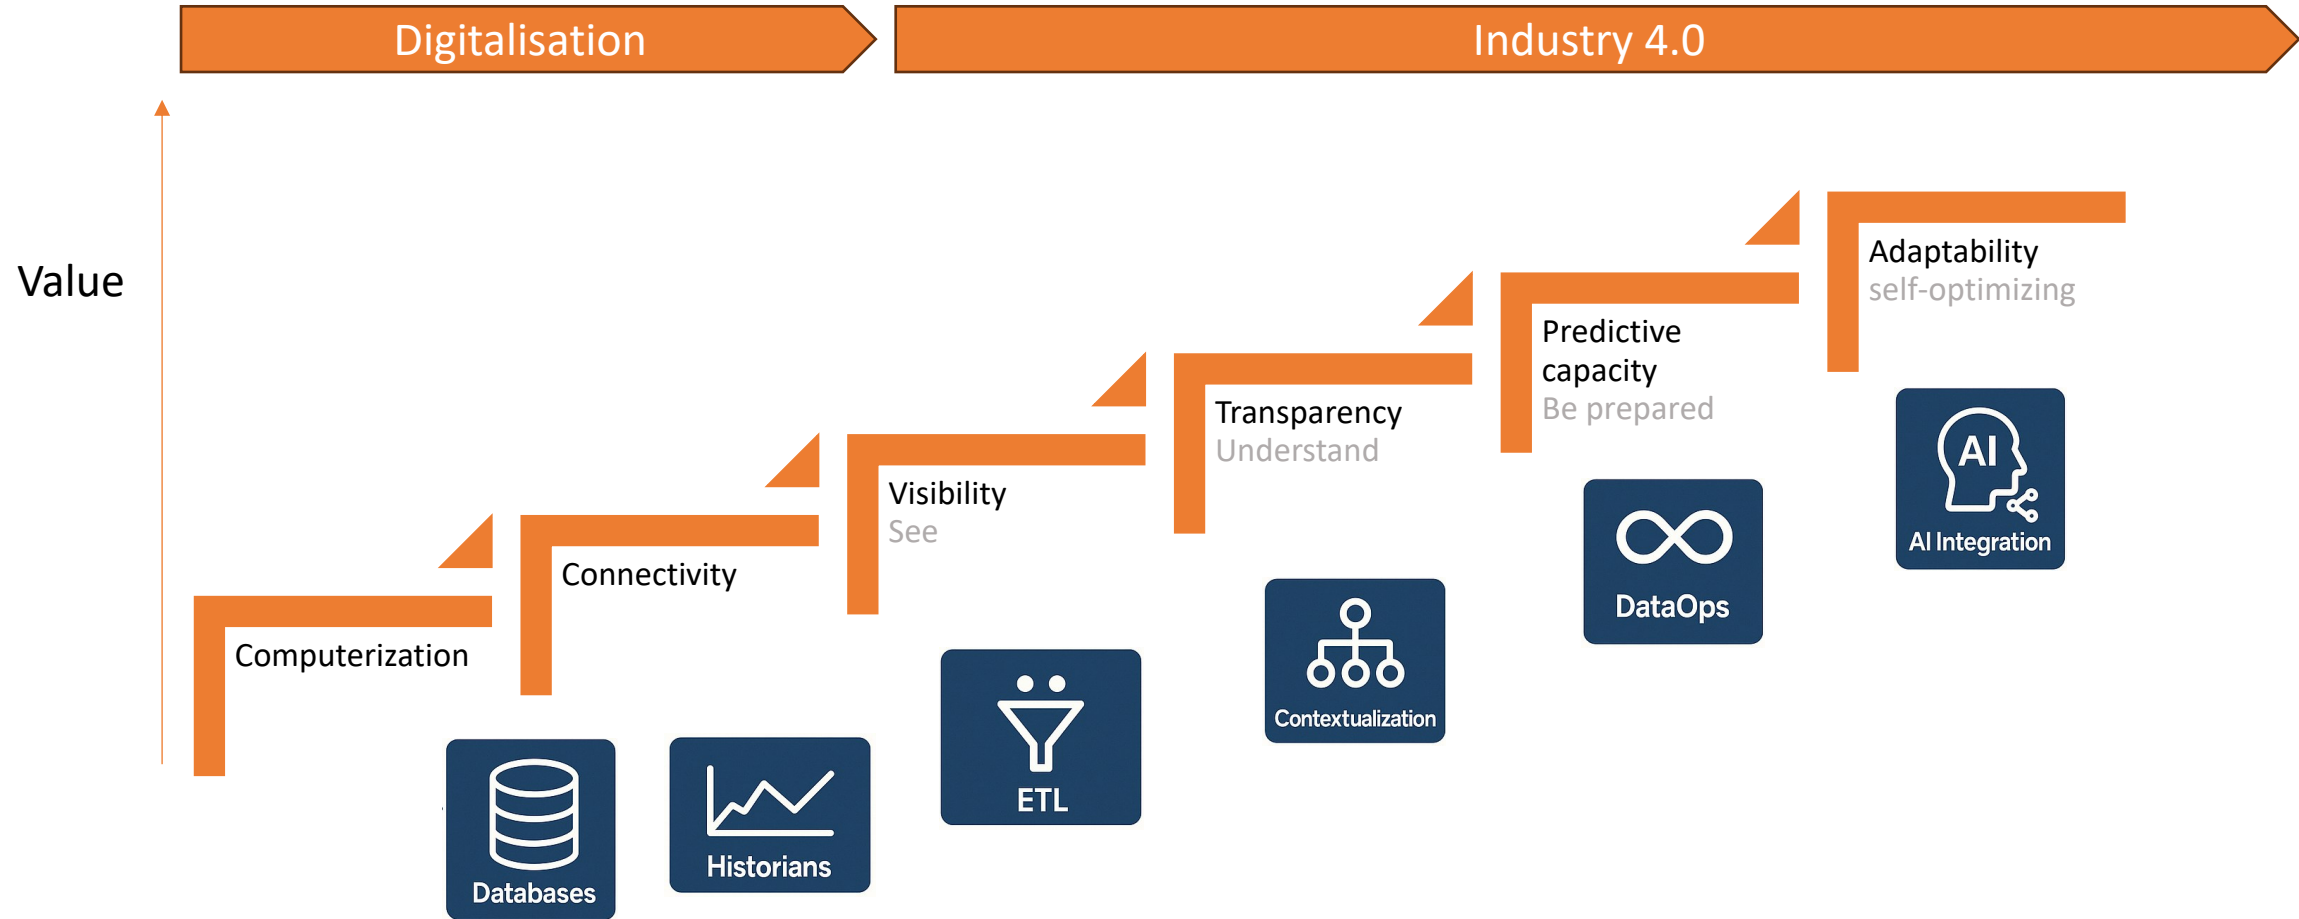 Digitalisation
Industry 4.0
Value
Adaptability
self-optimizing
Predictive
capacity
Be prepared
Transparency
Understand
Visibility
See
Connectivity
Computerization
Databases
Historians
ETL
Contextualization
DataOps
AI
AI Integration